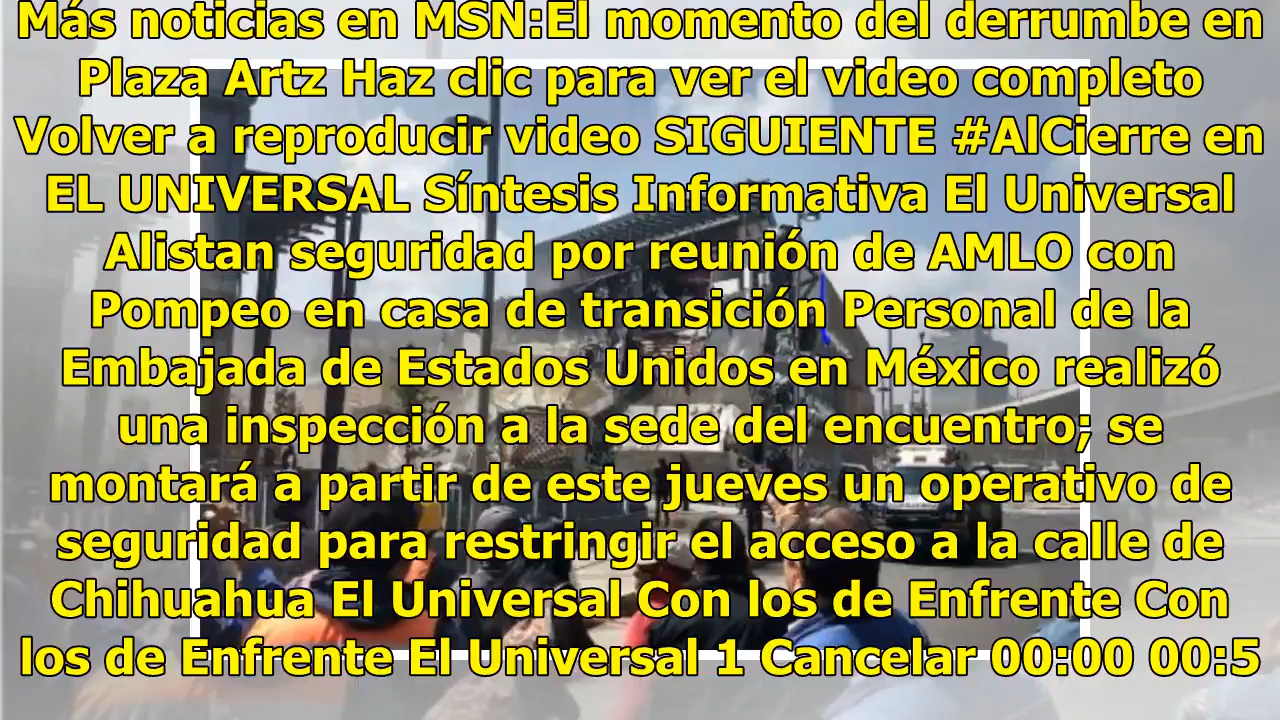 Más noticias en MSN:El momento del derrumbe en
Plaza Artz Haz clic para ver el video completo
Volver a reproducir video SIGUIENTE #AlCierre en
EL UNIVERSAL Síntesis Informativa El Universal
Alistan seguridad por reunión de AMLO con
Pompeo en casa de transición Personal de la
Embajada de Estados Unidos en México realizó
una inspección a la sede del encuentro; se
montará a partir de este jueves un operativo de
seguridad para restringir el acceso a la calle de
Chihuahua El Universal Con los de Enfrente Con
los de Enfrente El Universal 1 Cancelar 00:00 00:5